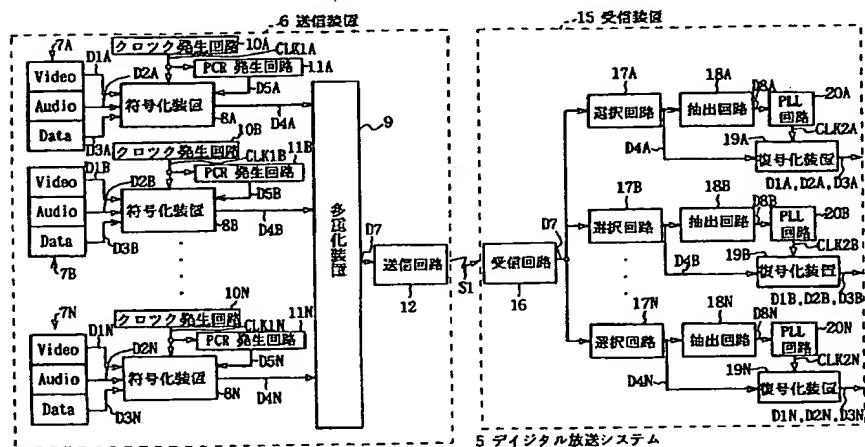 6 送信装置
15 受信装置
7A
クロツク発生回路
10A
CLK1A
D1A
PCR 発生回路
11A
Video
D2A
D5A
Audio
符号化装置
Data
8A
D4A
D3A
クロツク発生回路
10B
D1B
CLK1B
11B
PCR 発生回路
Video
D2B
D5B
Audio
符号化装置
Data
8B
D4B
D3B
7B
クロツク発生回路
10N
7N
CLK1N
11N
D1N
PCR 発生回路
Video
D2N
D5N
Audio
符号化装置
Data
8N
D4N
D3N
9
多重化装置
D7
送信回路
12
S1
受信回路
16
D7
17A
選択回路
18A
抽出回路
D8A
20A
PLL
回路
D4A
19A
CLK2A
復号化装置
D1A, D2A, D3A
17B
選択回路
18B
抽出回路
D8B
20B
PLL
回路
D4B
19B
CLK2B
復号化装置
D1B, D2B, D3B
17N
選択回路
18N
抽出回路
D8N
20N
PLL
回路
D4N
19N
CLK2N
復号化装置
D1N, D2N, D3N
5 デイジタル放送システム